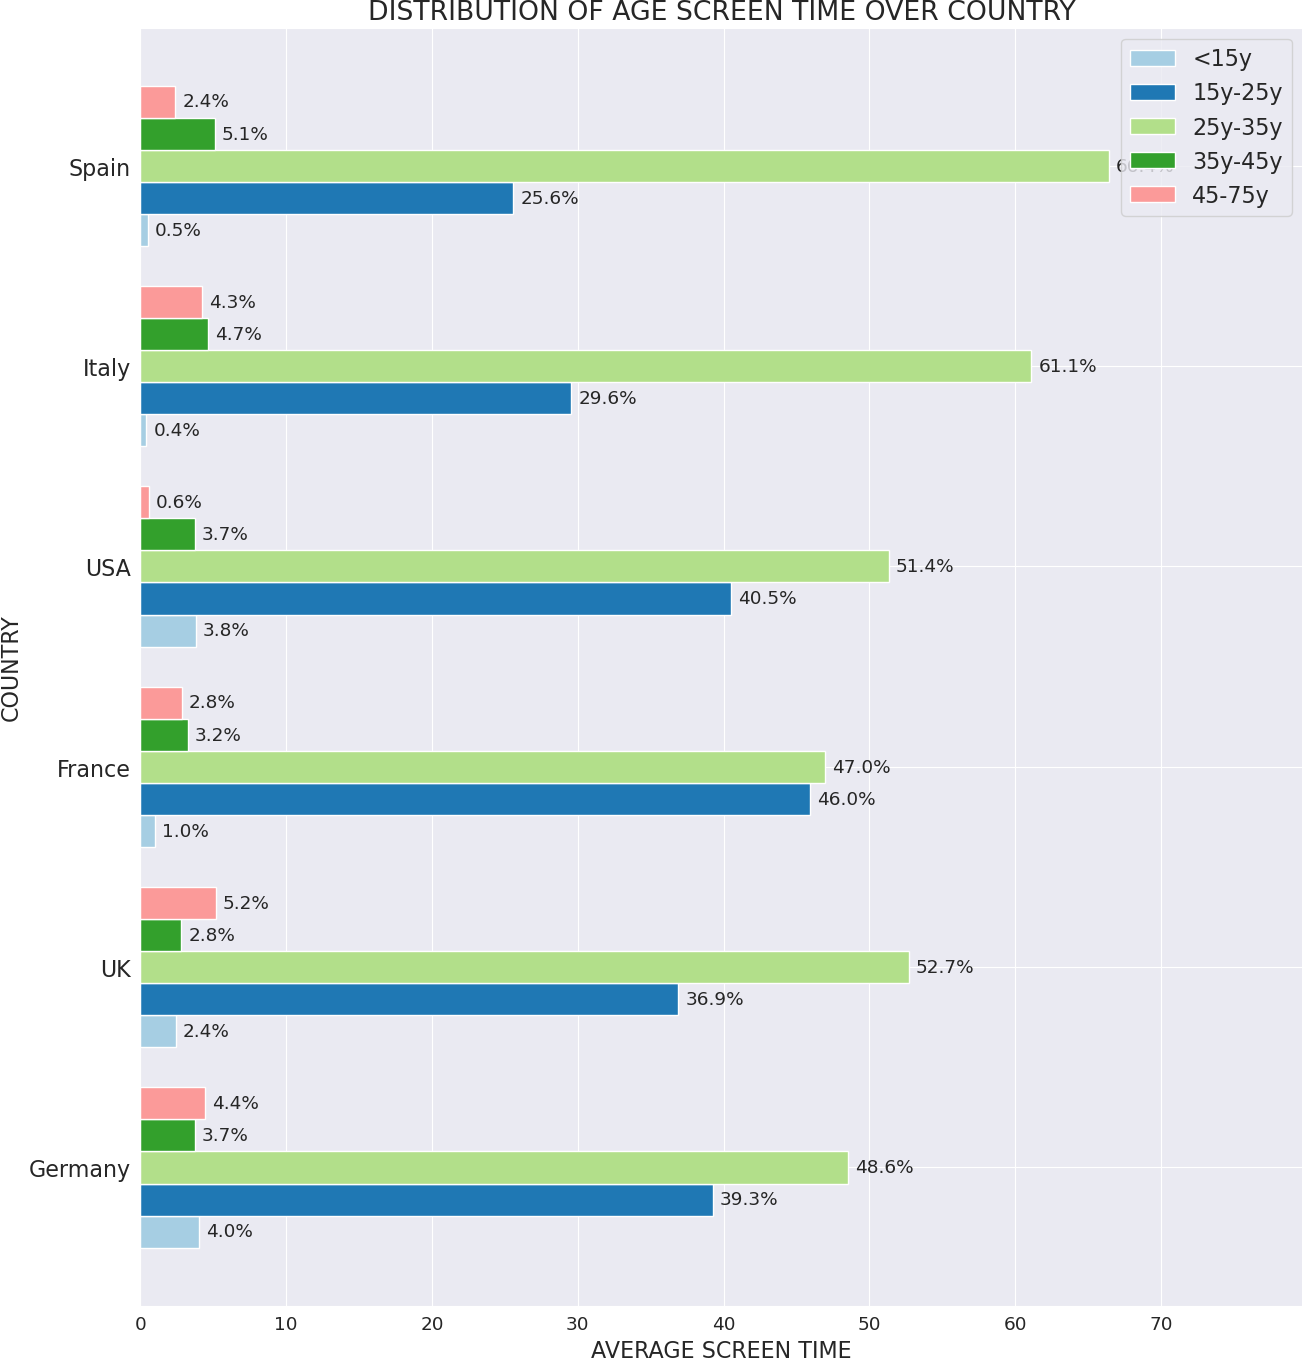 DISTRIBUTION OF AGE SCREEN TIME OVER COUNTRY
<15y
15y-25y
25y-35y
35y-45y
45-75y
COUNTRY
Spain
2.4%
5.1%
25.6%
0.5%
Italy
4.3%
4.7%
61.1%
29.6%
0.4%
USA
0.6%
3.7%
51.4%
40.5%
3.8%
France
2.8%
3.2%
47.0%
46.0%
1.0%
UK
5.2%
2.8%
52.7%
36.9%
2.4%
Germany
4.4%
3.7%
48.6%
39.3%
4.0%
0 10 20 30 40 50 60 70
AVERAGE SCREEN TIME